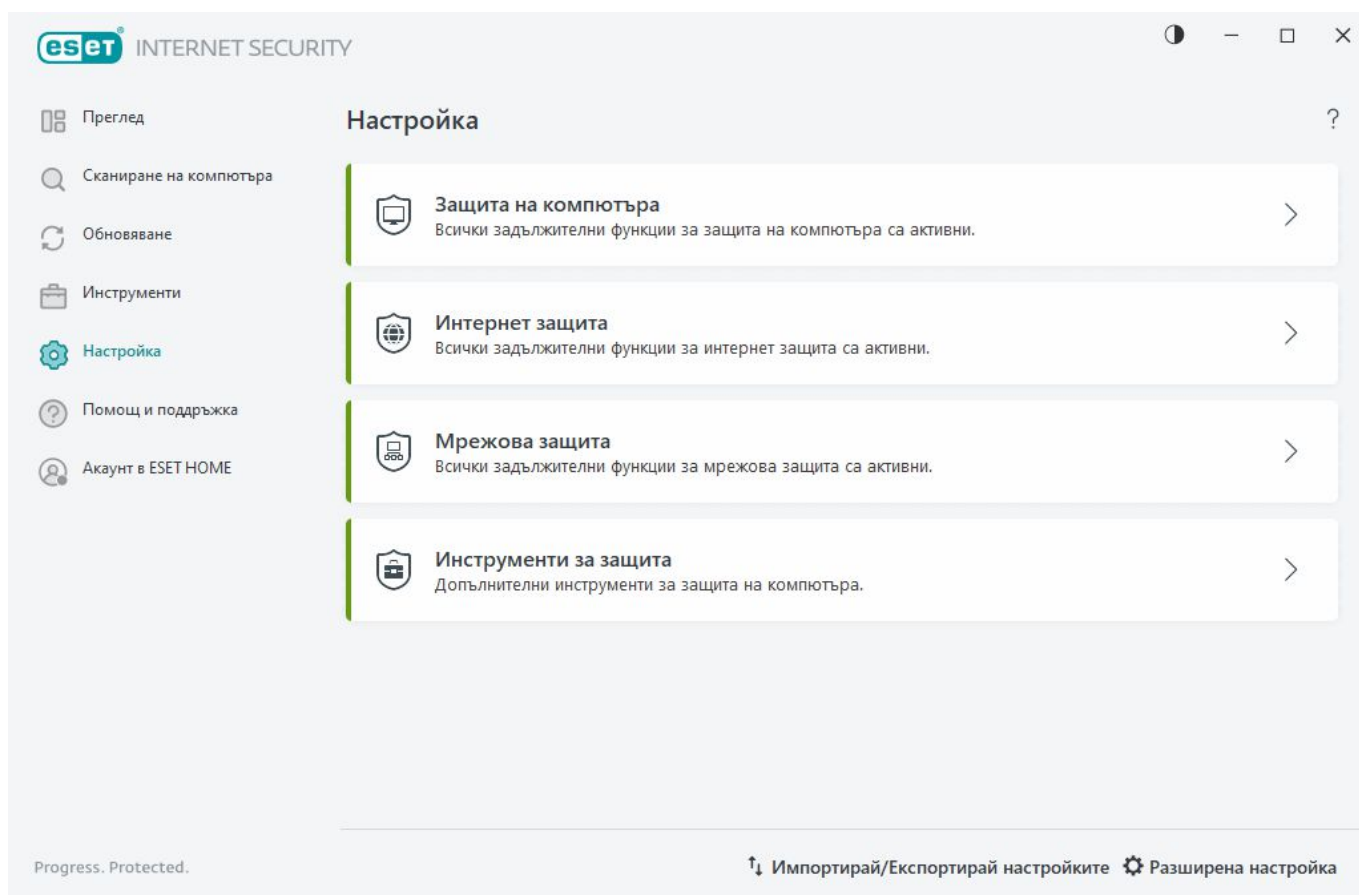 eset® INTERNET SECURITY
Преглед
Сканиране на компютъра
Обновяване
Инструменти
Настройка
Помощ и поддръжка
Акаунт в ESET HOME
Настройка
?
Защита на компютъра
Всички задължителни функции за защита на компютъра са активни.
Интернет защита
Всички задължителни функции за интернет защита са активни.
Мрежова защита
Всички задължителни функции за мрежова защита са активни.
Инструменти за защита
Допълнителни инструменти за защита на компютъра.
Progress. Protected.
Импортирай/Експортирай настройките Разширена настройка